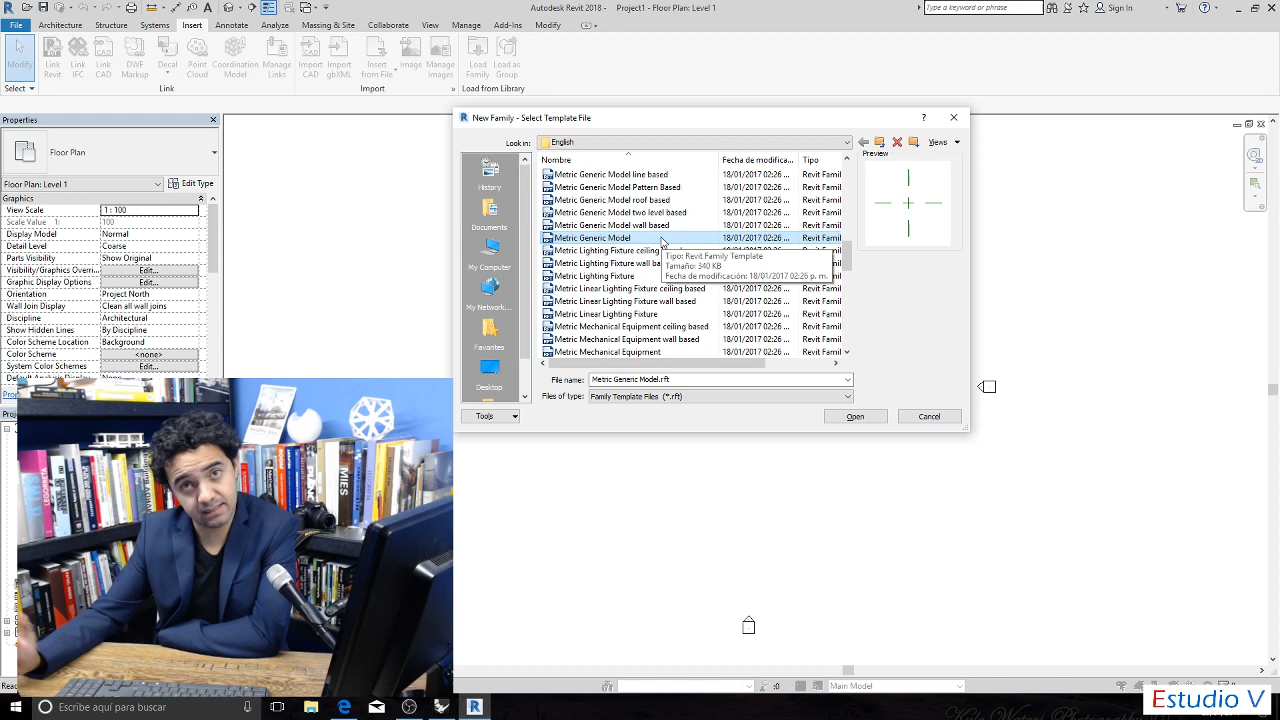 Autodesk Revit 2018 -
Project1 - Floor Plan: Level 1
Type a keyword or phrase
Sign In
File
Architecture
Structure
Systems
Insert
Annotate
Analyze
Massing & Site
Collaborate
View
Manage
Add-Ins
Modify
Modify
Link Revit
Link IFC
Link CAD
DWF Markup
Decal
Point Cloud
Coordination Model
Manage Links
Import CAD
Import gbXML
Insert from File
Image
Manage Images
Load Family
Load as Group
Select
Link
Import
Load from Library
Properties
Floor Plan
Floor Plan: Level 1
Edit Type
Graphics
View Scale
1 : 100
Scale Value 1:
100
Display Model
Normal
Detail Level
Coarse
Parts Visibility
Show Original
Visibility/Graphics Overri...
Edit...
Graphic Display Options
Edit...
Orientation
Project North
Wall Join Display
Clean all wall joins
Discipline
Architectural
Show Hidden Lines
By Discipline
Color Scheme Location
Background
Color Scheme
<none>
System Color Schemes
Edit...
New Family - Select Template File
Look in:
English
Views
Preview
History
Documents
My Computer
My Network...
Favorites
Desktop
Nombre
Fecha de modifica...
Tipo
Metric Generic Model line based
18/01/2017 02:26 ...
Revit Famil
Metric Generic Model Pattern Based
18/01/2017 02:26 ...
Revit Famil
Metric Generic Model roof based
18/01/2017 02:26 ...
Revit Famil
Metric Generic Model two level based
18/01/2017 02:26 ...
Revit Famil
Metric Generic Model wall based
18/01/2017 02:26 ...
Revit Famil
Metric Generic Model
18/01/2017 02:26 ...
Revit Famil
Metric Lighting Fixture ceiling
Metric Lighting Fixture wall ba
Metric Lighting Fixture
Tipo: Revit Family Template
Tamaño: 340 KB
Fecha de modificación: 18/01/2017 02:26 p. m.
Metric Linear Lighting Fixture ceiling based
18/01/2017 02:26 ...
Revit Famil
Metric Linear Lighting Fixture wall based
18/01/2017 02:26 ...
Revit Famil
Metric Linear Lighting Fixture
18/01/2017 02:26 ...
Revit Famil
Metric Mechanical Equipment ceiling based
18/01/2017 02:26 ...
Revit Famil
Metric Mechanical Equipment wall based
18/01/2017 02:26 ...
Revit Famil
Metric Mechanical Equipment
18/01/2017 02:26 ...
Revit Famil
File name:
Metric Generic Model.rft
Files of type:
Family Template Files (*.rft)
Tools
Open
Cancel
MIES
:0
Main Model
Escribe aquí para buscar
Estudio V